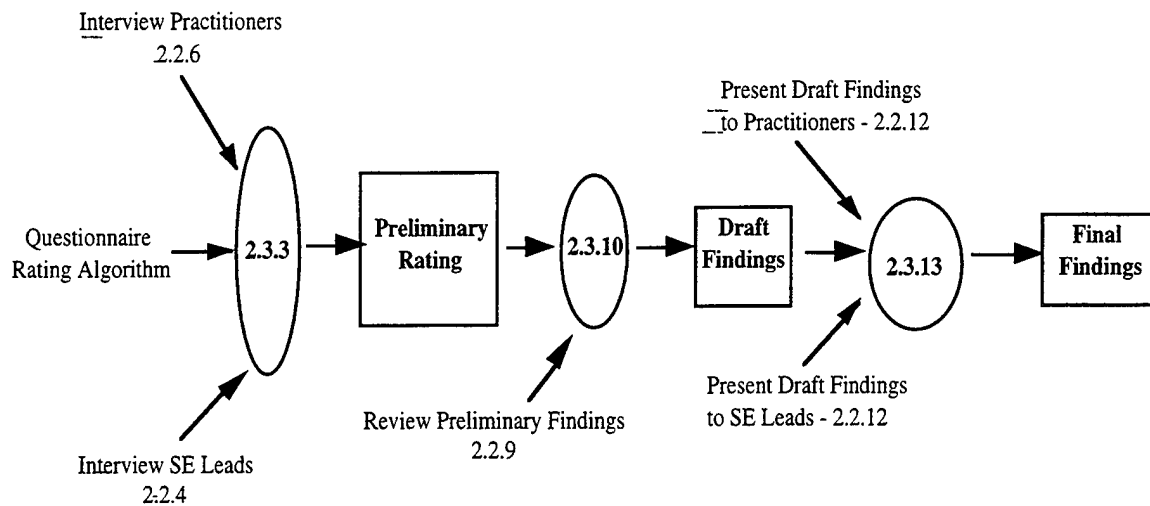 Interview Practitioners
2.2.6
Questionnaire
Rating Algorithm
Interview SE Leads
2.2.4
2.3.3
Preliminary
Rating
2.3.10
Review Preliminary Findings
2.2.9
Draft
Findings
Present Draft Findings
to Practitioners - 2.2.12
Present Draft Findings
to SE Leads - 2.2.12
2.3.13
Final
Findings